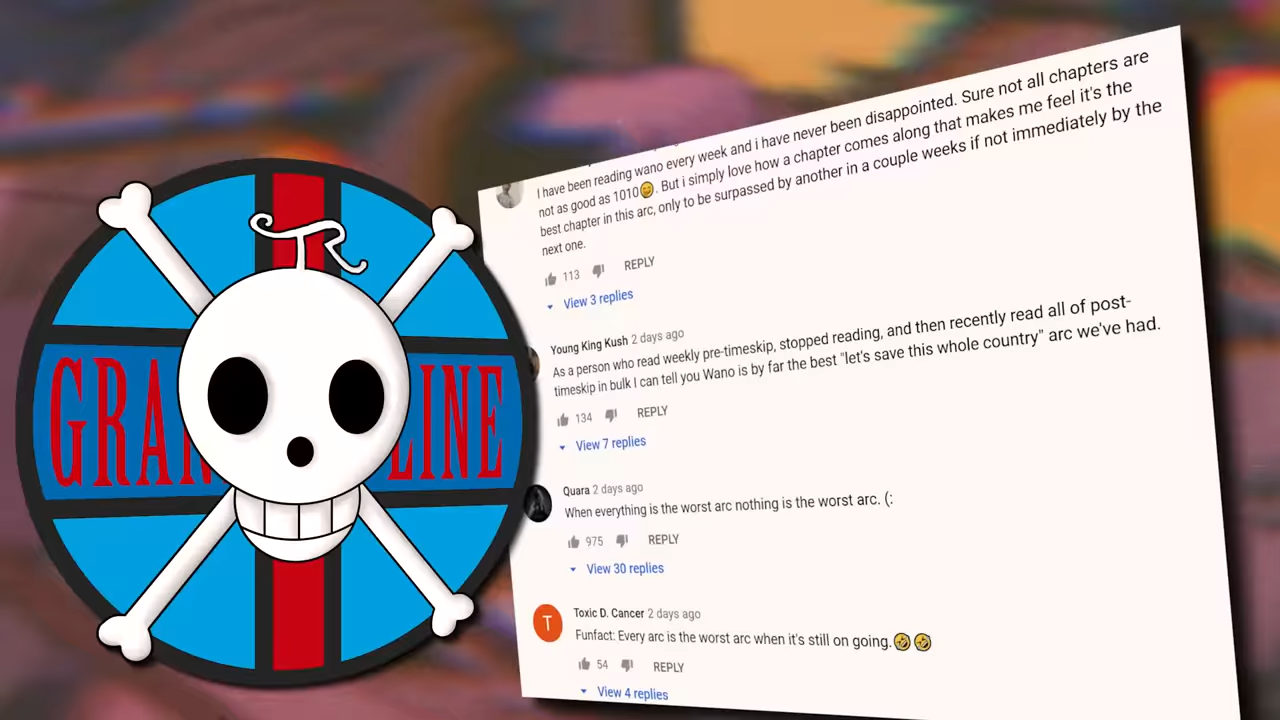 GRAN LINE
TR
I have been reading wano every week and i have never been disappointed. Sure not all chapters are
not as good as 1010😄. But i simply love how a chapter comes along that makes me feel it's the
best chapter in this arc, only to be surpassed by another in a couple weeks if not immediately by the
next one.
113 REPLY
View 3 replies
Young King Kush 2 days ago
As a person who read weekly pre-timeskip, stopped reading, and then recently read all of post-
timeskip in bulk I can tell you Wano is by far the best "let's save this whole country" arc we've had.
134 REPLY
View 7 replies
Quara 2 days ago
When everything is the worst arc nothing is the worst arc. (:
975 REPLY
View 30 replies
T
Toxic D. Cancer 2 days ago
Funfact: Every arc is the worst arc when it's still on going.🤣🤣
54 REPLY
View 4 replies